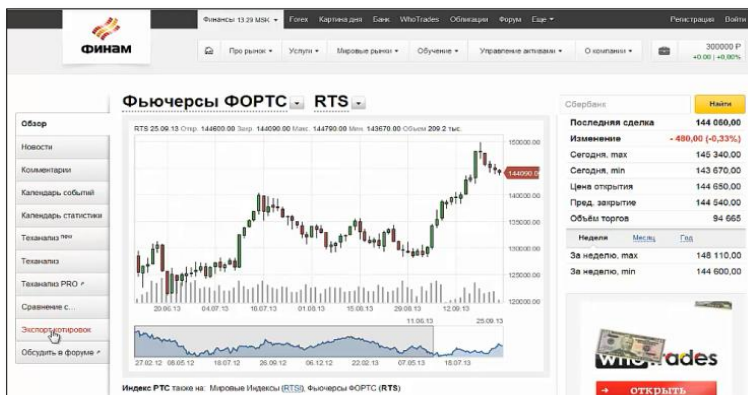 Финансы 13:29 MSK Forex Картина дня Банк WhoTrades Облигации Форум Еще Регистрация Войти
ФИНАМ
Про рынок Услуги Мировые рынки Обучение Управление активами О компании 300000 Р
+0.00 | +0,00%
Фьючерсы ФОРТС RTS
Сбербанк Найти
Обзор
Новости
Комментарии
Календарь событий
Календарь статистики
Теханализ new
Теханализ
Теханализ PRO
Сравнение с...
Экспорт котировок
Обсудить в форуме
RTS 25.09.13 Откр. 144600.00 Закр. 144090.00 Макс. 144790.00 Мин. 143670.00 Объем 209.2 тыс.
150000.00
144090.00
140000.00
135000.00
130000.00
125000.00
120000.00
20.06.13 04.07.13 18.07.13 01.08.13 15.08.13 29.08.13 12.09.13
11.06.13 25.09.13
27.02.12 08.05.12 18.07.12 26.09.12 06.12.12 22.02.13 07.05.13 18.07.13
Индекс РТС также на: Мировые Индексы (RTSI), Фьючерсы ФОРТС (RTS)
Последняя сделка 144 060,00
Изменение - 480,00 (-0,33%)
Сегодня, max 145 340,00
Сегодня, min 143 670,00
Цена открытия 144 650,00
Пред. закрытие 144 540,00
Объём торгов 94 665
Неделя Месяц Год
За неделю, max 148 110,00
За неделю, min 144 600,00
whotrades
ОТКРЫТЬ